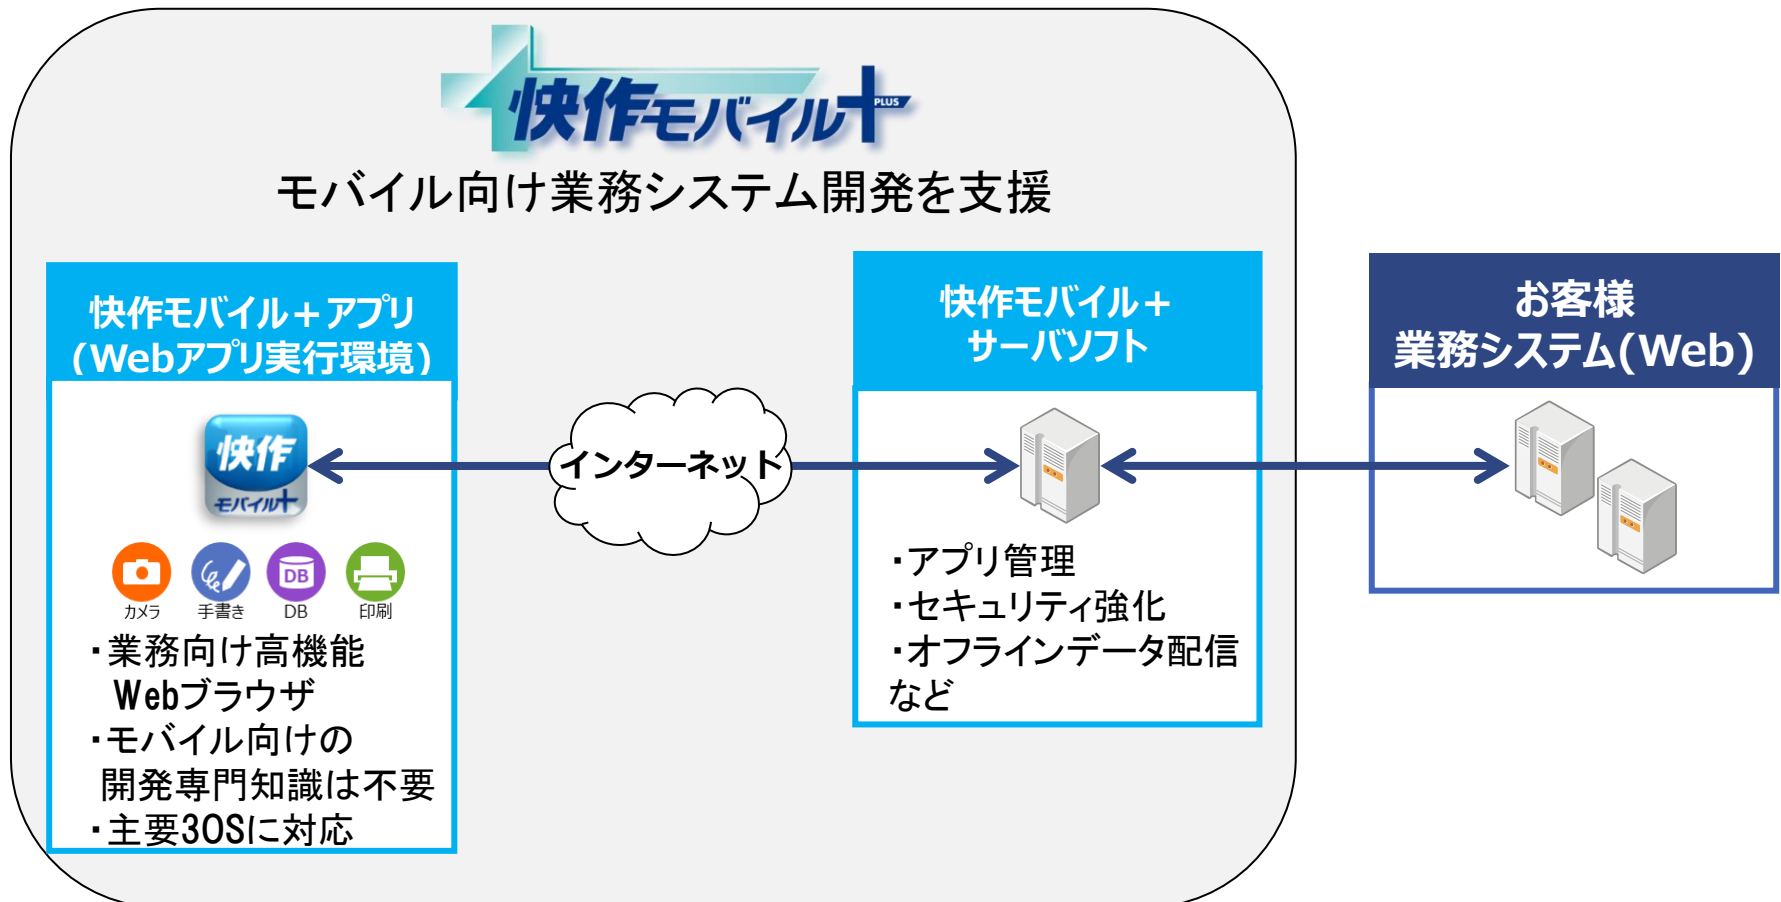 快作モバイル＋PLUS
モバイル向け業務システム開発を支援
快作モバイル＋アプリ
(Webアプリ実行環境)
快作
モバイル＋
カメラ
手書き
DB
DB
印刷
・業務向け高機能
Webブラウザ
・モバイル向けの
開発専門知識は不要
・主要3OSに対応
インターネット
快作モバイル＋
サーバソフト
・アプリ管理
・セキュリティ強化
・オフラインデータ配信
など
お客様
業務システム(Web)